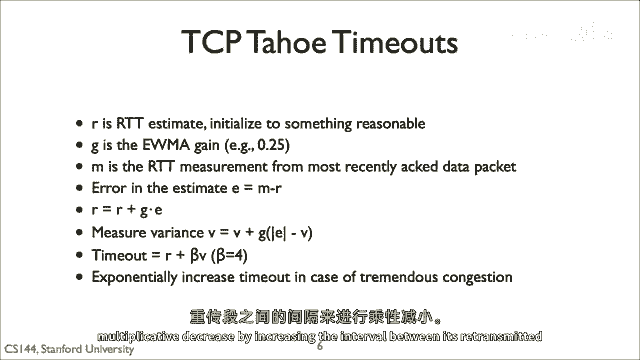 TCP Tahoe Timeouts
• r is RTT estimate, initialize to something reasonable
• g is the EWMA gain (e.g., 0.25)
• m is the RTT measurement from most recently acked data packet
• Error in the estimate e = m-r
• r = r + g·e
• Measure variance v = v + g(|e| - v)
• Timeout = r + βv (β=4)
• Exponentially increase timeout in case of tremendous congestion
重传段之间的间隔来进行乘性减小。
multiplicative decrease by increasing the interval between its retransmitted
CS144, Stanford University
6